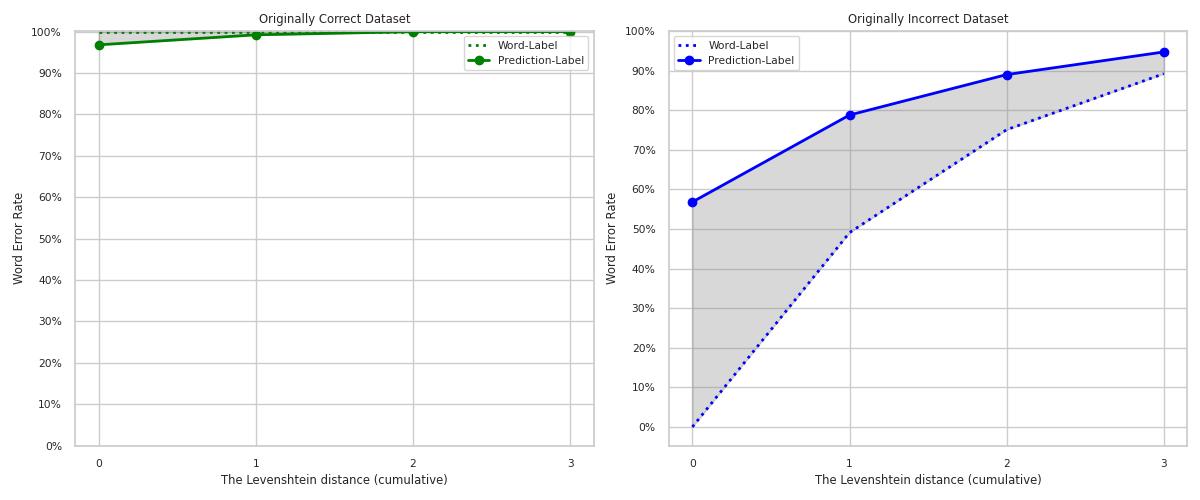 Originally Correct Dataset
Word Error Rate
100%
90%
80%
70%
60%
50%
40%
30%
20%
10%
0%
Word-Label
Prediction-Label
0 1 2 3
The Levenshtein distance (cumulative)
Originally Incorrect Dataset
Word Error Rate
100%
90%
80%
70%
60%
50%
40%
30%
20%
10%
0%
Word-Label
Prediction-Label
0 1 2 3
The Levenshtein distance (cumulative)